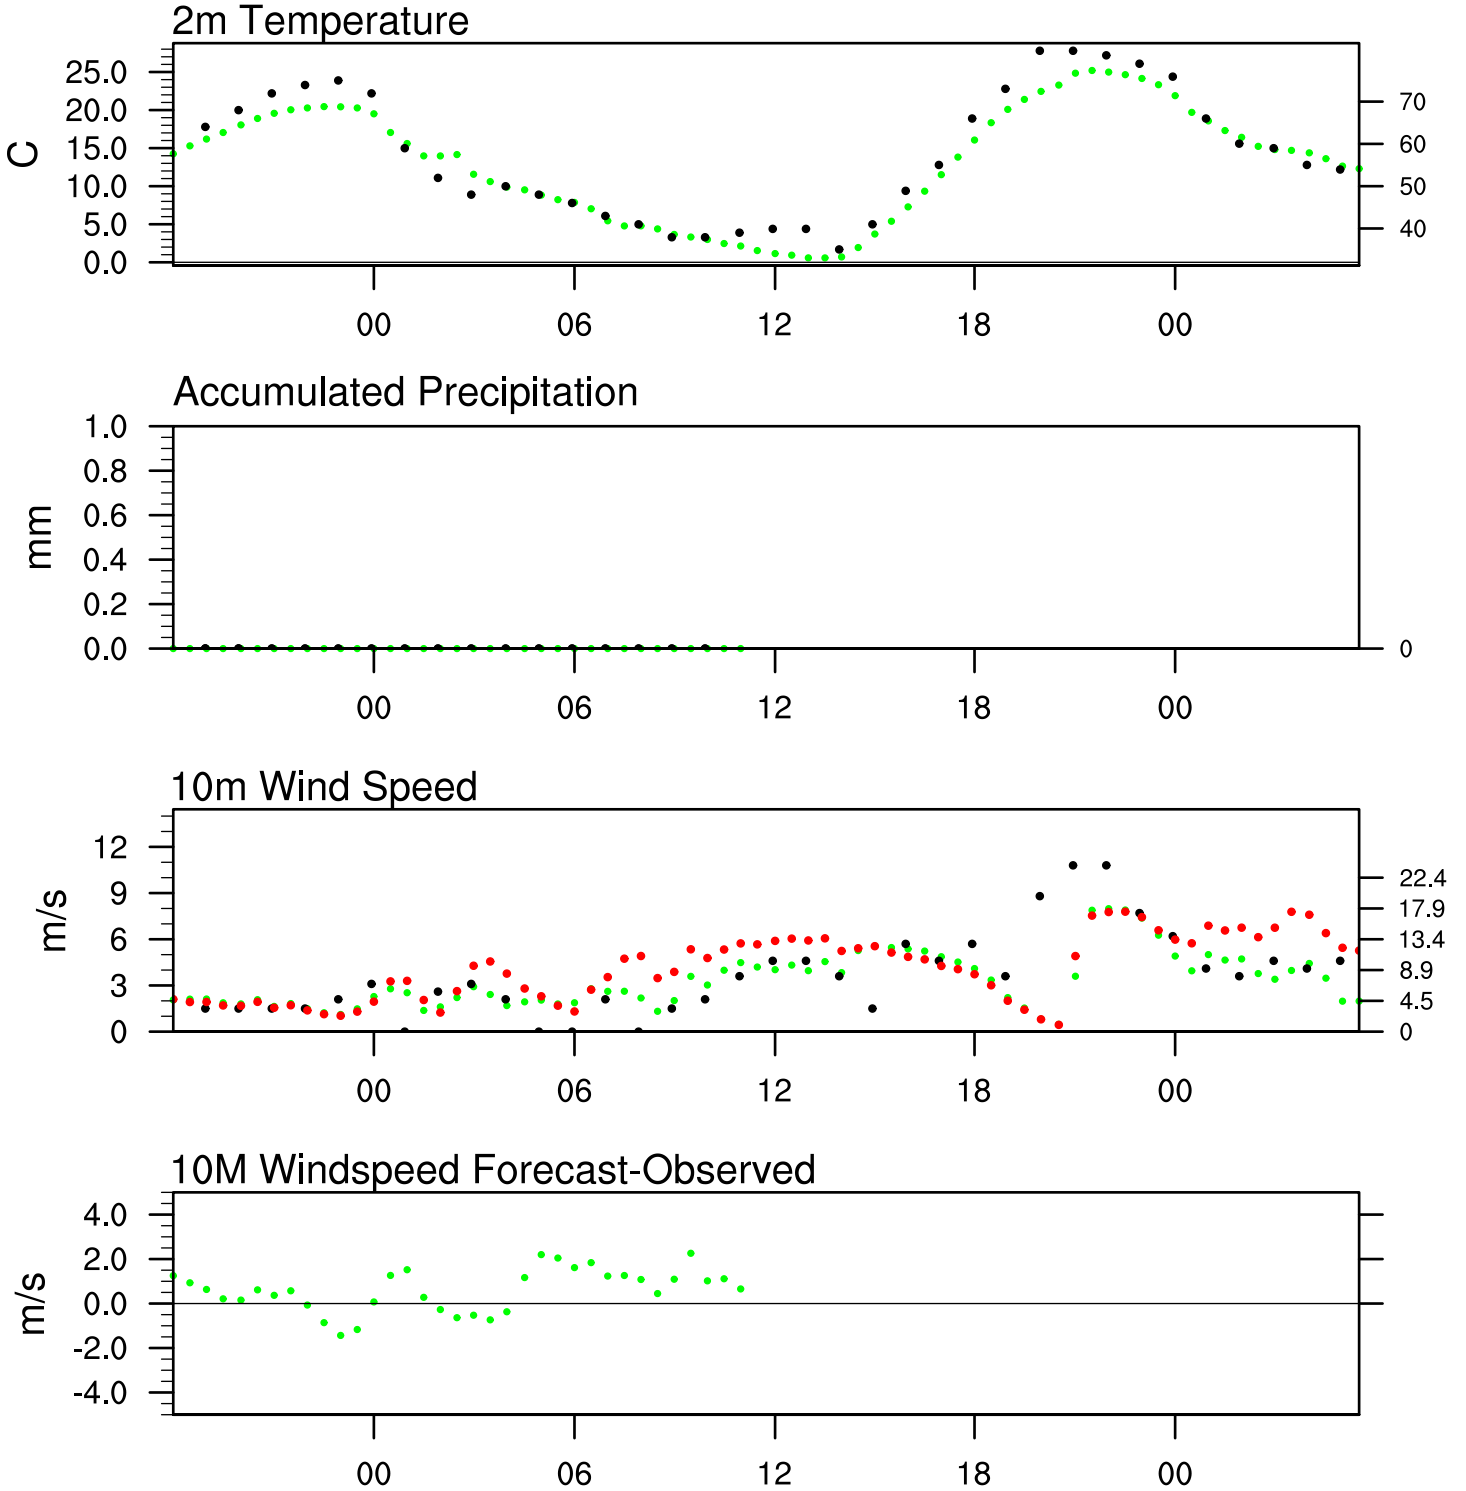 2m Temperature
25.0
20.0
15.0
10.0
5.0
0.0
C
70
60
50
40
00 06 12 18 00
Accumulated Precipitation
1.0
0.8
0.6
0.4
0.2
0.0
mm
0
00 06 12 18 00
10m Wind Speed
12
9
6
3
0
m/s
22.4
17.9
13.4
8.9
4.5
0
00 06 12 18 00
10M Windspeed Forecast-Observed
4.0
2.0
0.0
-2.0
-4.0
m/s
00 06 12 18 00